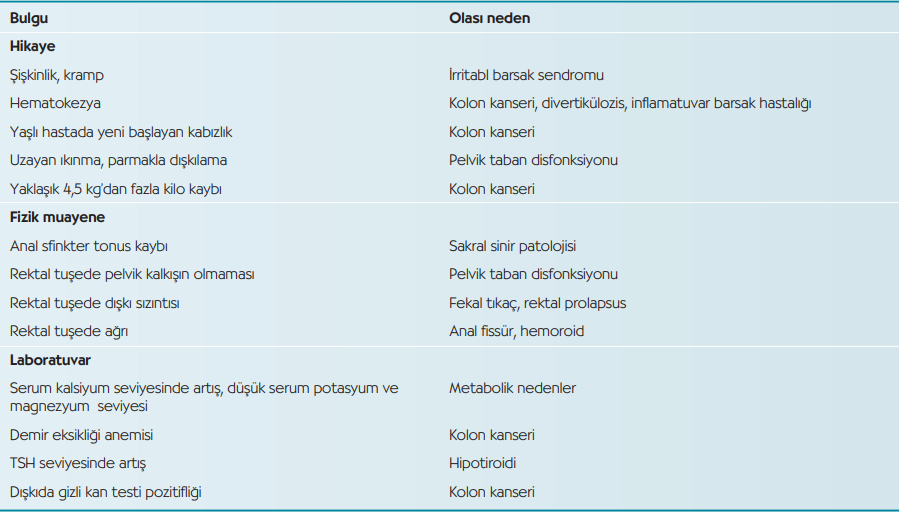 Bulgu Olası neden
Hikaye
Şişkinlik, kramp İrritabl barsak sendromu
Hematokezya Kolon kanseri, divertikülozis, inflamatuvar barsak hastalığı
Yaşlı hastada yeni başlayan kabızlık Kolon kanseri
Uzayan ıkınma, parmakla dışkılama Pelvik taban disfonksiyonu
Yaklaşık 4,5 kg'dan fazla kilo kaybı Kolon kanseri
Fizik muayene
Anal sfinkter tonus kaybı Sakral sinir patolojisi
Rektal tuşede pelvik kalkışın olmaması Pelvik taban disfonksiyonu
Rektal tuşede dışkı sızıntısı Fekal tıkaç, rektal prolapsus
Rektal tuşede ağrı Anal fissür, hemoroid
Laboratuvar
Serum kalsiyum seviyesinde artış, düşük serum potasyum ve Metabolik nedenler
magnezyum seviyesi
Demir eksikliği anemisi Kolon kanseri
TSH seviyesinde artış Hipotiroidi
Dışkıda gizli kan testi pozitifliği Kolon kanseri